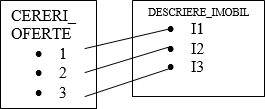 CERERI_
OFERTE
• 1
• 2
• 3
DESCRIERE_IMOBIL
• I1
• I2
• I3